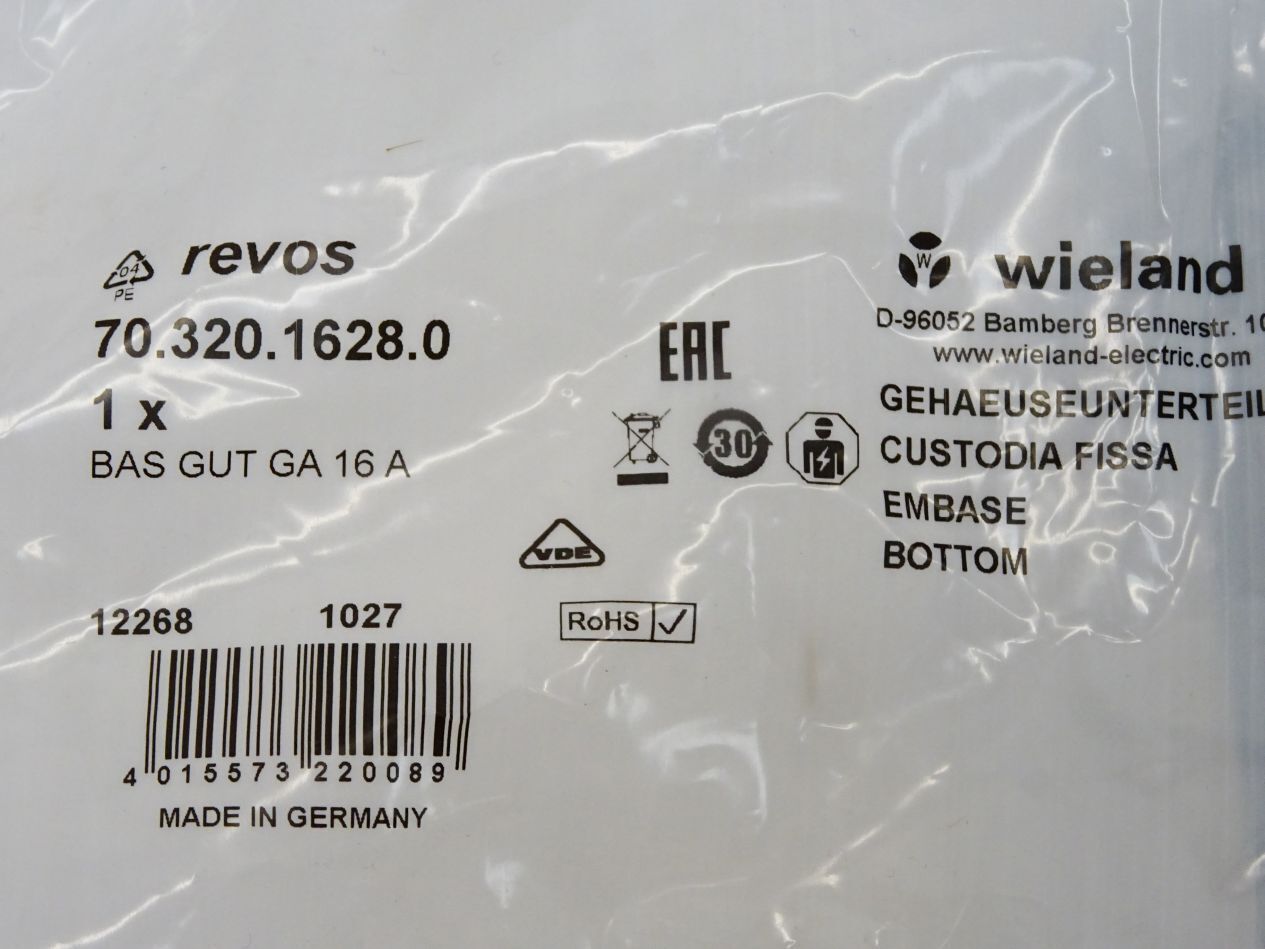 04
PE
revos
70.320.1628.0
1 x
BAS GUT GA 16 A
12268 1027
4 015573 220089
MADE IN GERMANY
EAC
30
VDE
RoHS
W
wieland
D-96052 Bamberg Brennerstr. 10
www.wieland-electric.com
GEHAEUSEUNTERTEIL
CUSTODIA FISSA
EMBASE
BOTTOM